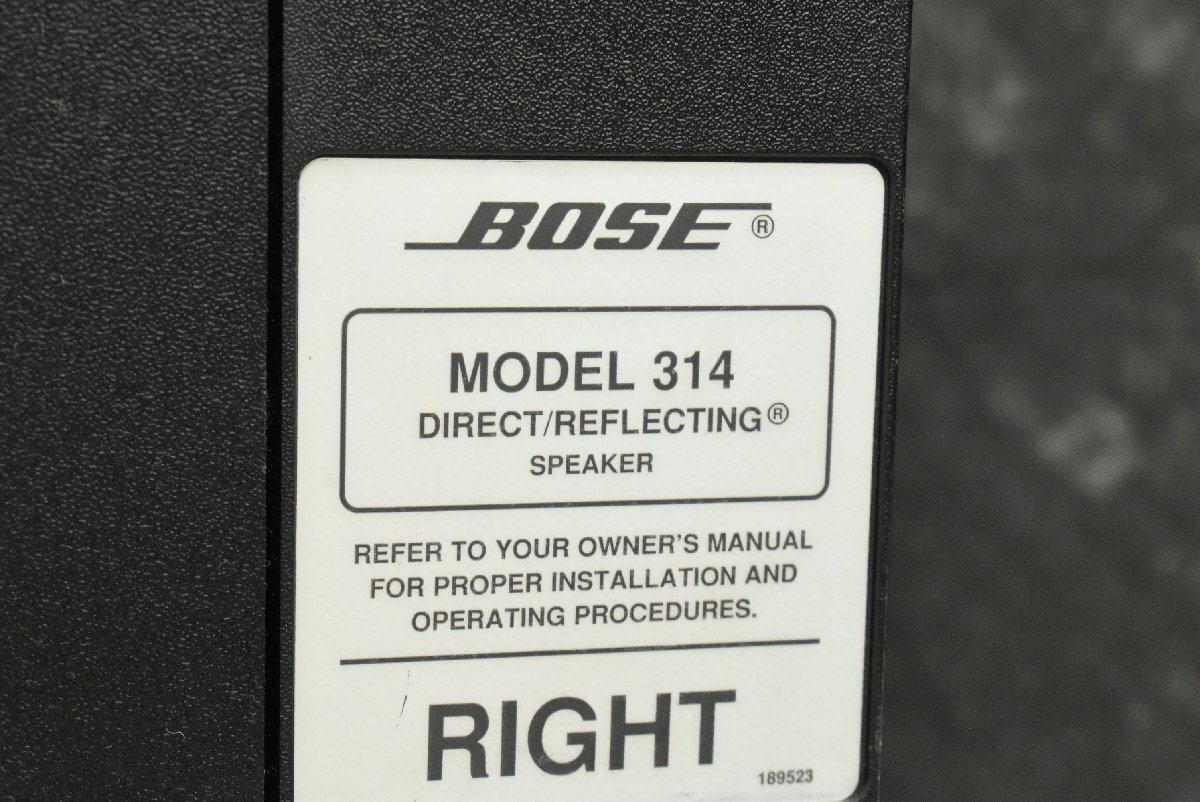 BOSE®
MODEL 314
DIRECT/REFLECTING®
SPEAKER
REFER TO YOUR OWNER'S MANUAL
FOR PROPER INSTALLATION AND
OPERATING PROCEDURES.
RIGHT
189523